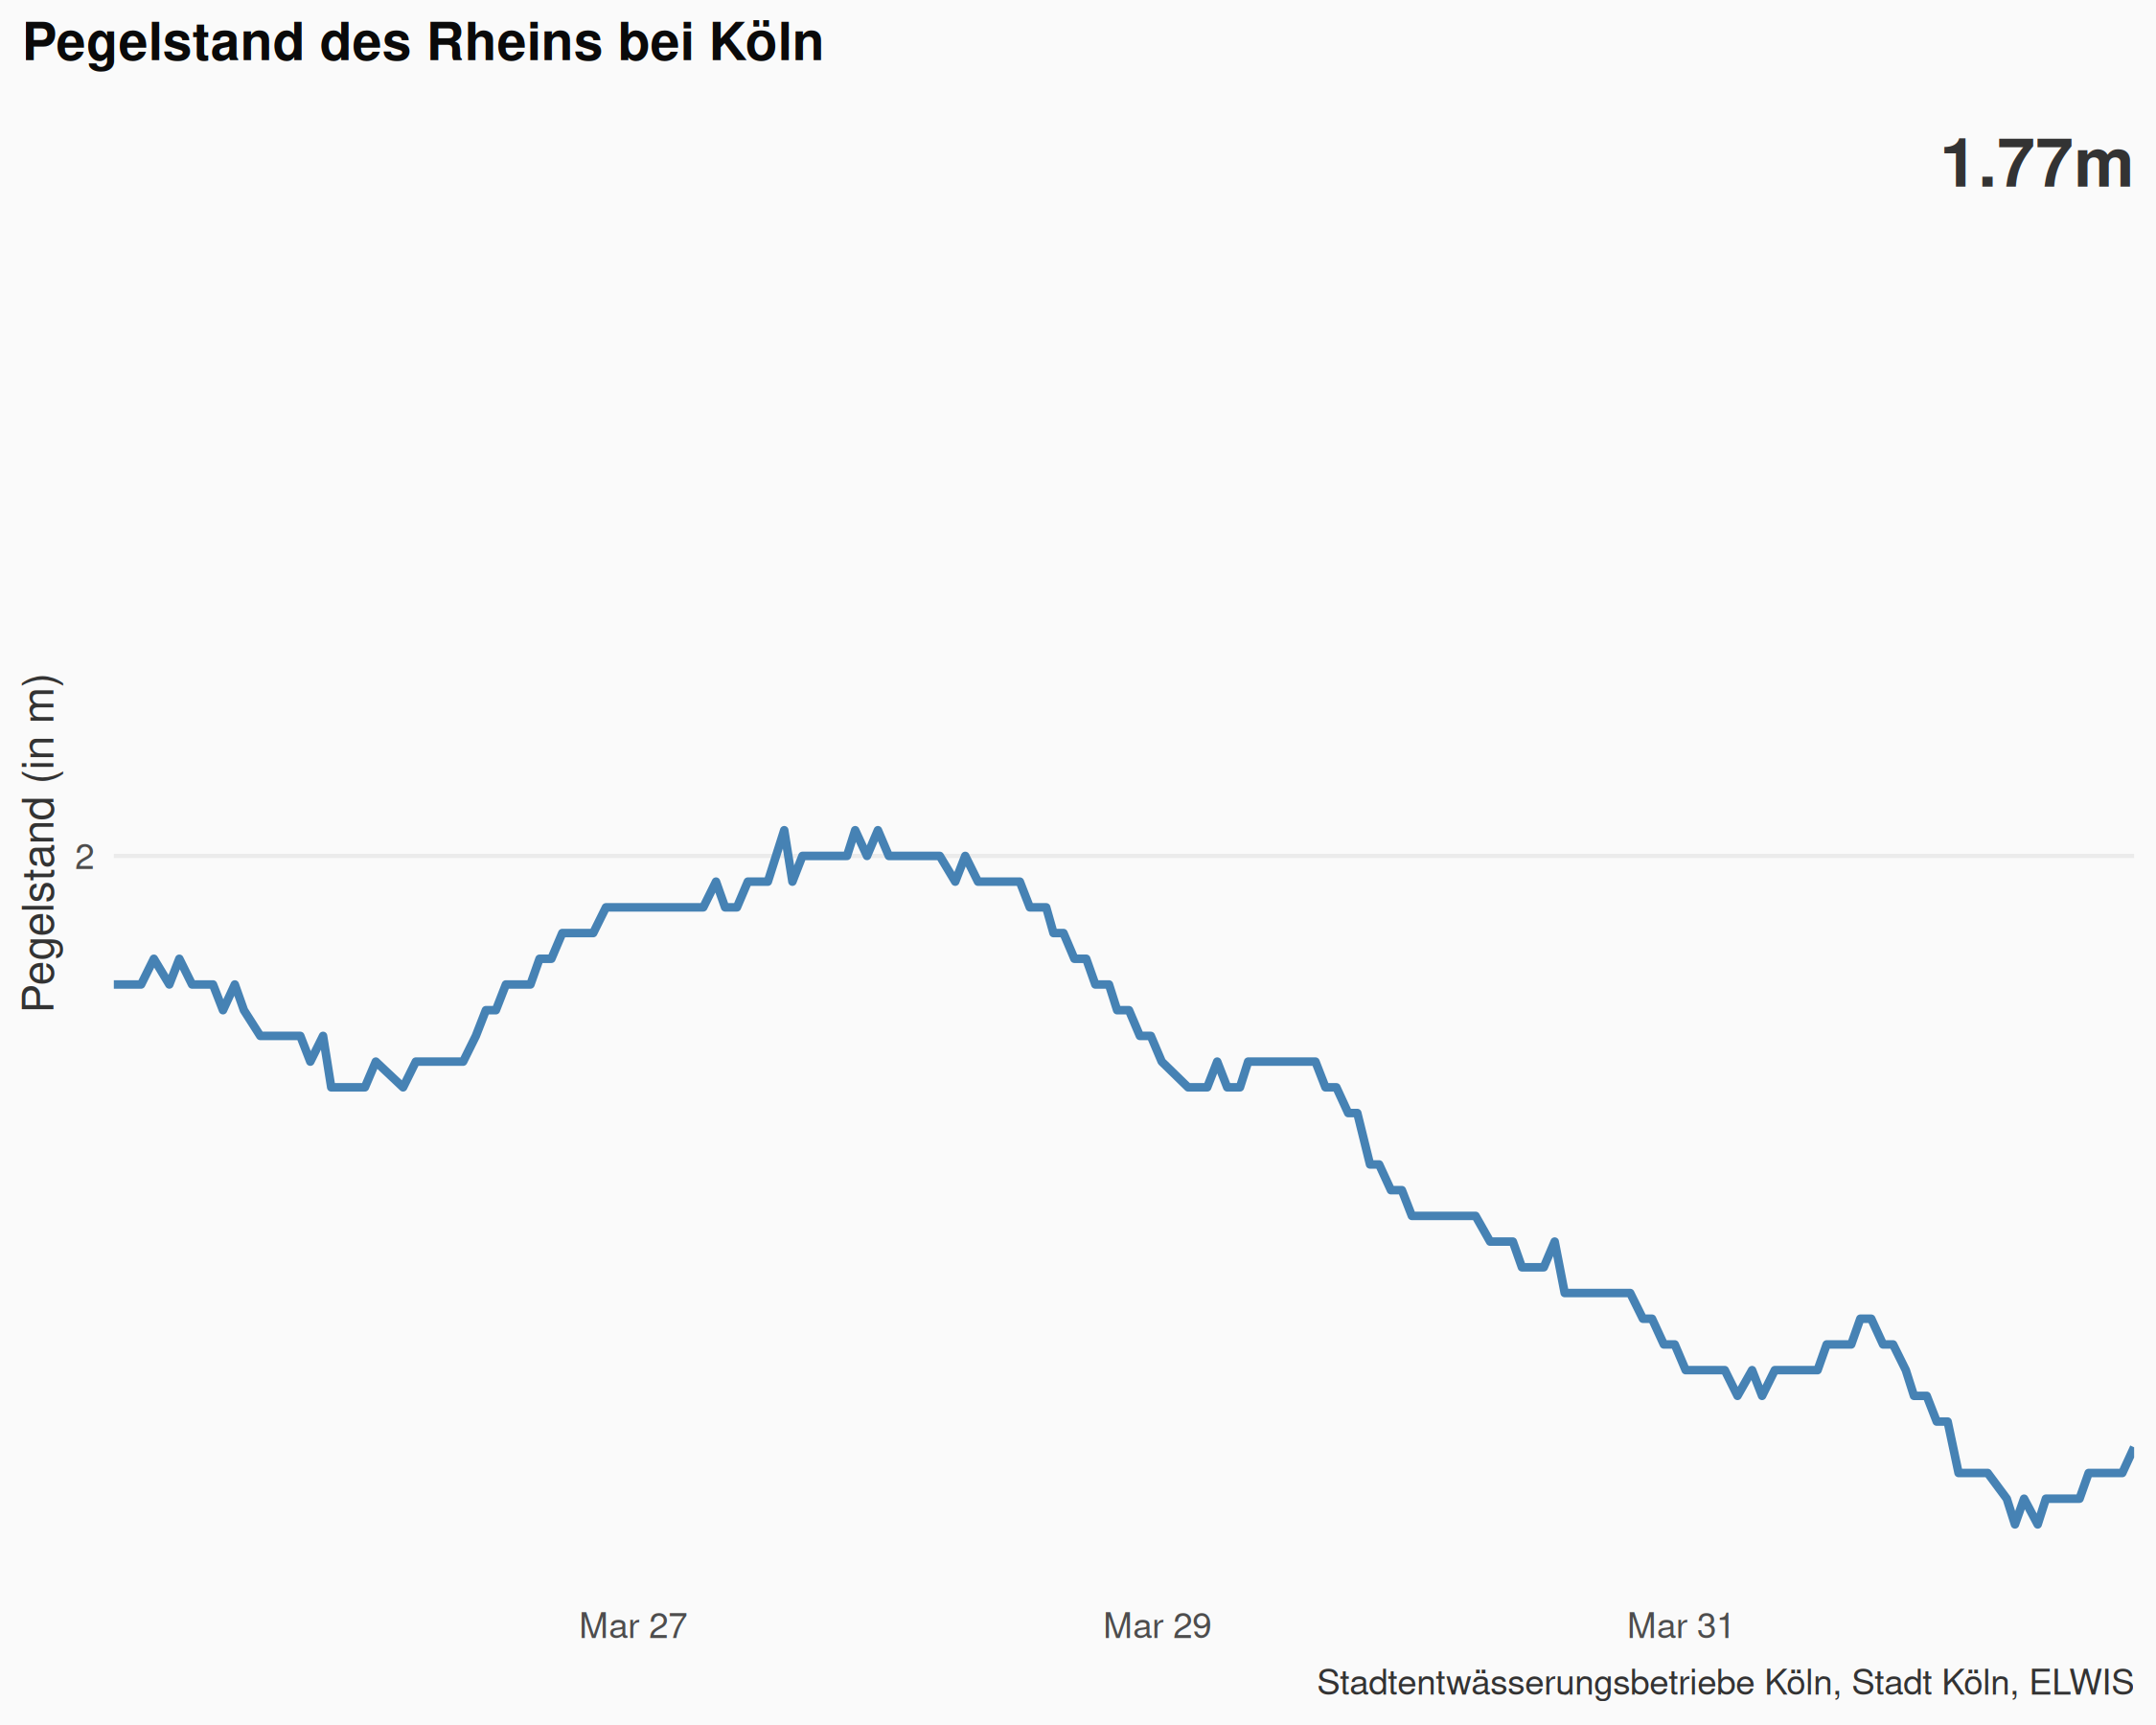 Pegelstand des Rheins bei Köln
1.77m
Pegelstand (in m)
2
Mar 27
Mar 29
Mar 31
Stadtentwässerungsbetriebe Köln, Stadt Köln, ELWIS